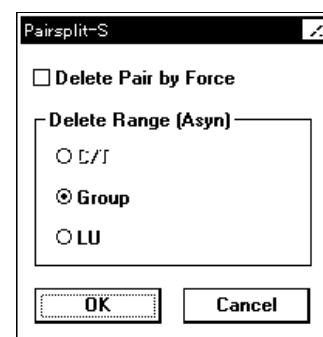 Pairsplit-S
Delete Pair by Force
Delete Range (Asyn)
Group
LU
OK
Cancel